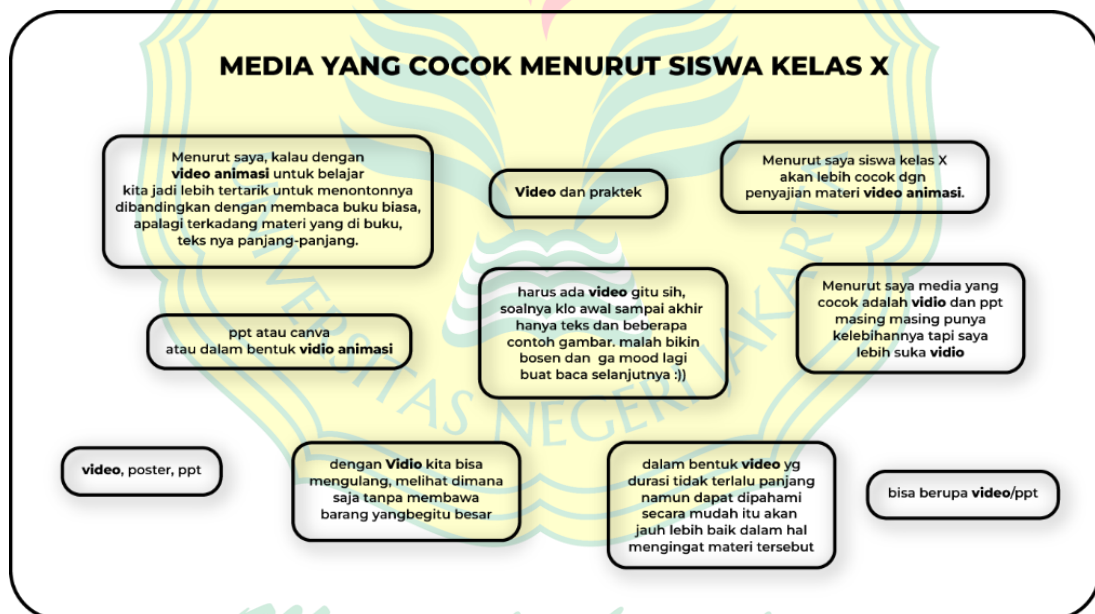 MEDIA YANG COCOK MENURUT SISWA KELAS X
Menurut saya, kalau dengan
video animasi untuk belajar
kita jadi lebih tertarik untuk menontonnya
dibandingkan dengan membaca buku biasa,
apalagi terkadang materi yang di buku,
teks nya panjang-panjang.
Video dan praktek
Menurut saya siswa kelas X
akan lebih cocok dgn
penyajian materi video animasi.
ppt atau canva
atau dalam bentuk vidio animasi
harus ada video gitu sih,
soalnya klo awal sampai akhir
hanya teks dan beberapa
contoh gambar. malah bikin
bosen dan ga mood lagi
buat baca selanjutnya :))
Menurut saya media yang
cocok adalah vidio dan ppt
masing masing punya
kelebihannya tapi saya
lebih suka vidio
video, poster, ppt
dengan Vidio kita bisa
mengulang, melihat dimana
saja tanpa membawa
barang yangbegitu besar
dalam bentuk video yg
durasi tidak terlalu panjang
namun dapat dipahami
secara mudah itu akan
jauh lebih baik dalam hal
mengingat materi tersebut
bisa berupa video/ppt
UNIVERSITAS NEGERI JAKARTA